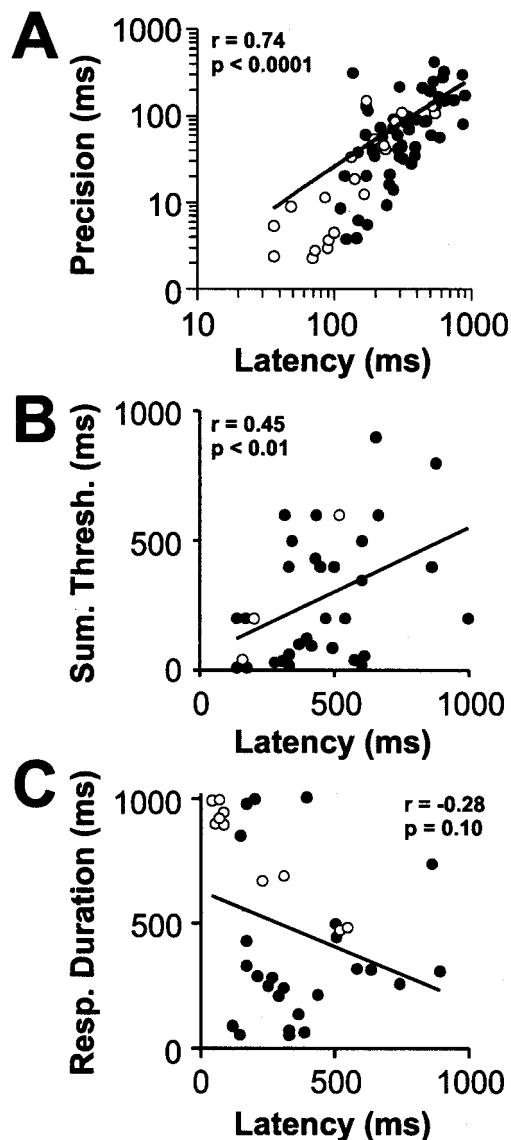 A
Precision (ms)
1000
100
10
0
r = 0.74
p < 0.0001
10 100 1000
Latency (ms)
B
Sum. Thresh. (ms)
1000
500
0
r = 0.45
p < 0.01
0 500 1000
Latency (ms)
C
Resp. Duration (ms)
1000
500
0
r = -0.28
p = 0.10
0 500 1000
Latency (ms)